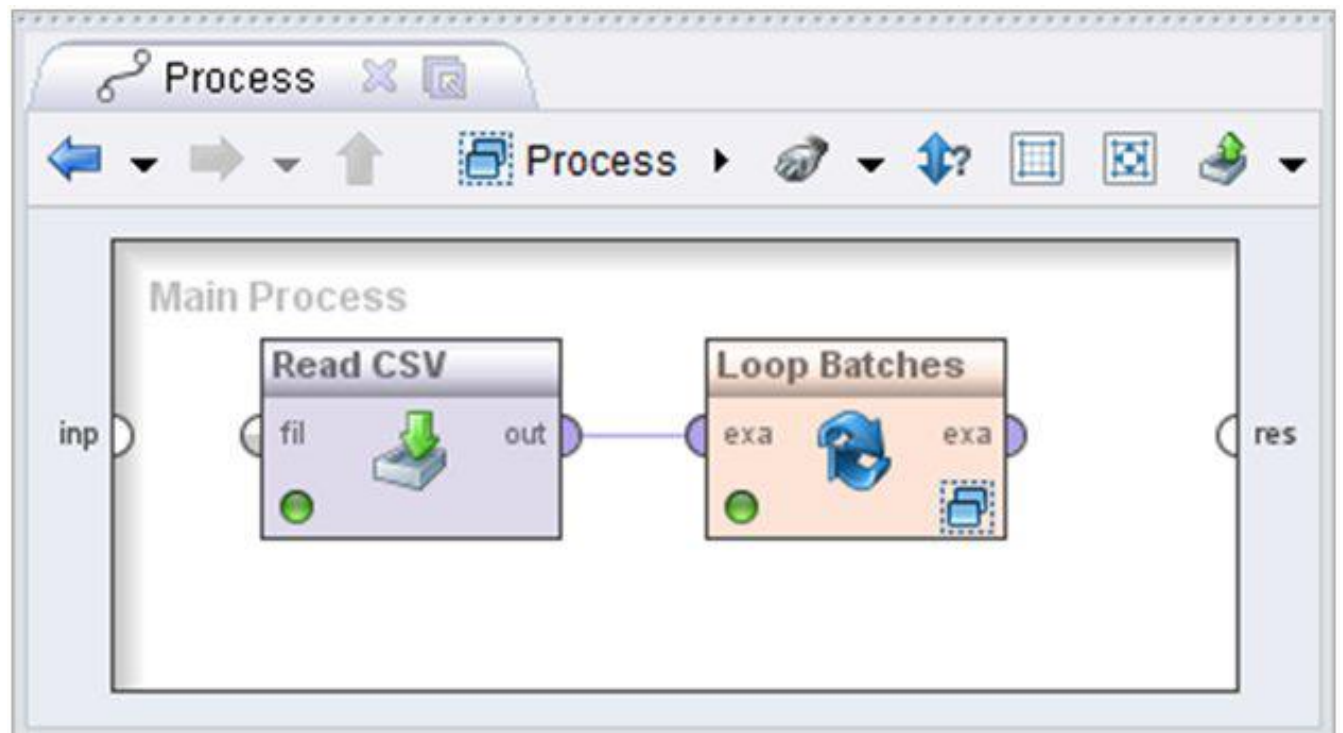 Process
Process
?
Main Process
Read CSV
Loop Batches
inp
fil
out
exa
exa
res